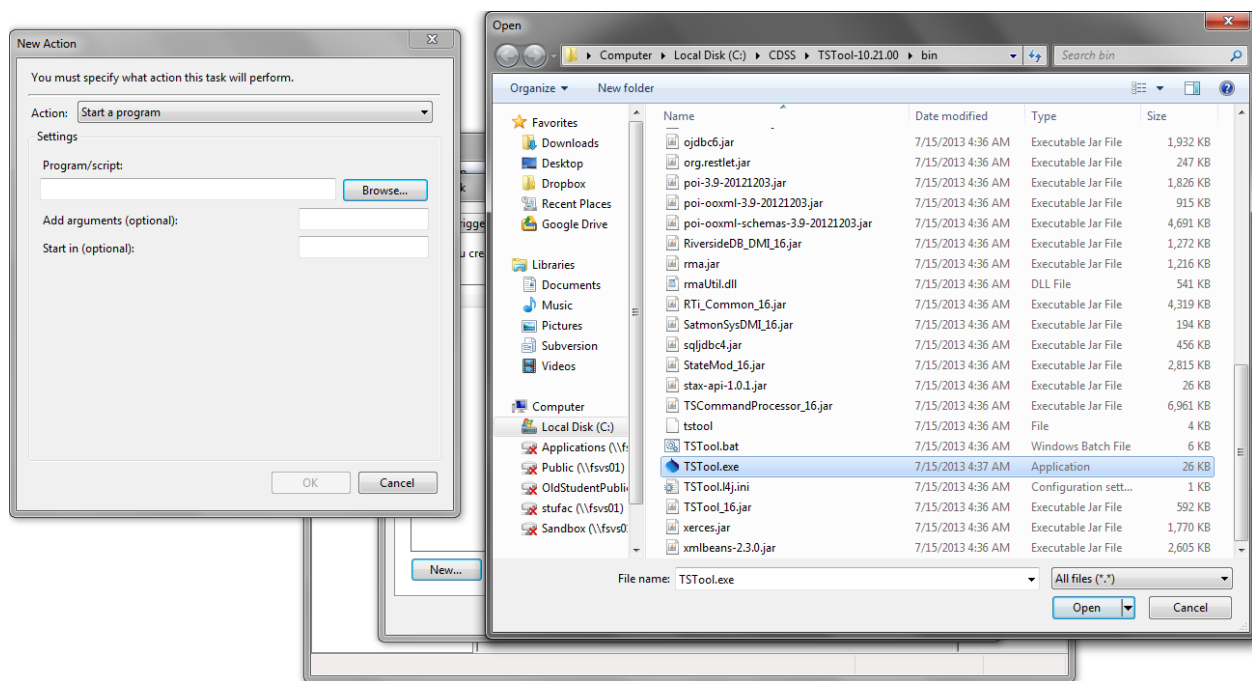 New Action
You must specify what action this task will perform.
Action: Start a program
Settings
Program/script:
Browse...
Add arguments (optional):
Start in (optional):
OK Cancel
New...
Open
Computer Local Disk (C:) CDSS TSTool-10.21.00 bin Search bin
Organize New folder
Favorites
Downloads
Desktop
Dropbox
Recent Places
Google Drive
Libraries
Documents
Music
Pictures
Subversion
Videos
Computer
Local Disk (C:)
Applications (\\fs
Public (\\fsvs01)
OldStudentPubli
stufac (\\fsvs01)
Sandbox (\\fsvs0
Name Date modified Type Size
ojdbc6.jar 7/15/2013 4:36 AM Executable Jar File 1,932 KB
org.restlet.jar 7/15/2013 4:36 AM Executable Jar File 247 KB
poi-3.9-20121203.jar 7/15/2013 4:36 AM Executable Jar File 1,826 KB
poi-ooxml-3.9-20121203.jar 7/15/2013 4:36 AM Executable Jar File 915 KB
poi-ooxml-schemas-3.9-20121203.jar 7/15/2013 4:36 AM Executable Jar File 4,691 KB
RiversideDB_DMI_16.jar 7/15/2013 4:36 AM Executable Jar File 1,272 KB
rma.jar 7/15/2013 4:36 AM Executable Jar File 1,216 KB
rmaUtil.dll 7/15/2013 4:36 AM DLL File 541 KB
RTi_Common_16.jar 7/15/2013 4:36 AM Executable Jar File 4,319 KB
SatmonSysDMI_16.jar 7/15/2013 4:36 AM Executable Jar File 194 KB
sqljdbc4.jar 7/15/2013 4:36 AM Executable Jar File 456 KB
StateMod_16.jar 7/15/2013 4:36 AM Executable Jar File 2,815 KB
stax-api-1.0.1.jar 7/15/2013 4:36 AM Executable Jar File 26 KB
TSCommandProcessor_16.jar 7/15/2013 4:36 AM Executable Jar File 6,961 KB
tstool 7/15/2013 4:36 AM File 4 KB
TSTool.bat 7/15/2013 4:36 AM Windows Batch File 6 KB
TSTool.exe 7/15/2013 4:37 AM Application 26 KB
TSTool.l4j.ini 7/15/2013 4:36 AM Configuration sett... 1 KB
TSTool_16.jar 7/15/2013 4:36 AM Executable Jar File 592 KB
xerces.jar 7/15/2013 4:36 AM Executable Jar File 1,770 KB
xmlbeans-2.3.0.jar 7/15/2013 4:36 AM Executable Jar File 2,605 KB
File name: TSTool.exe All files (*.*)
Open Cancel